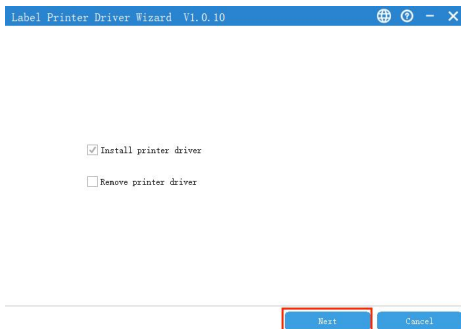 Label Printer Driver Wizard V1.0.10
Install printer driver
Remove printer driver
Next Cancel